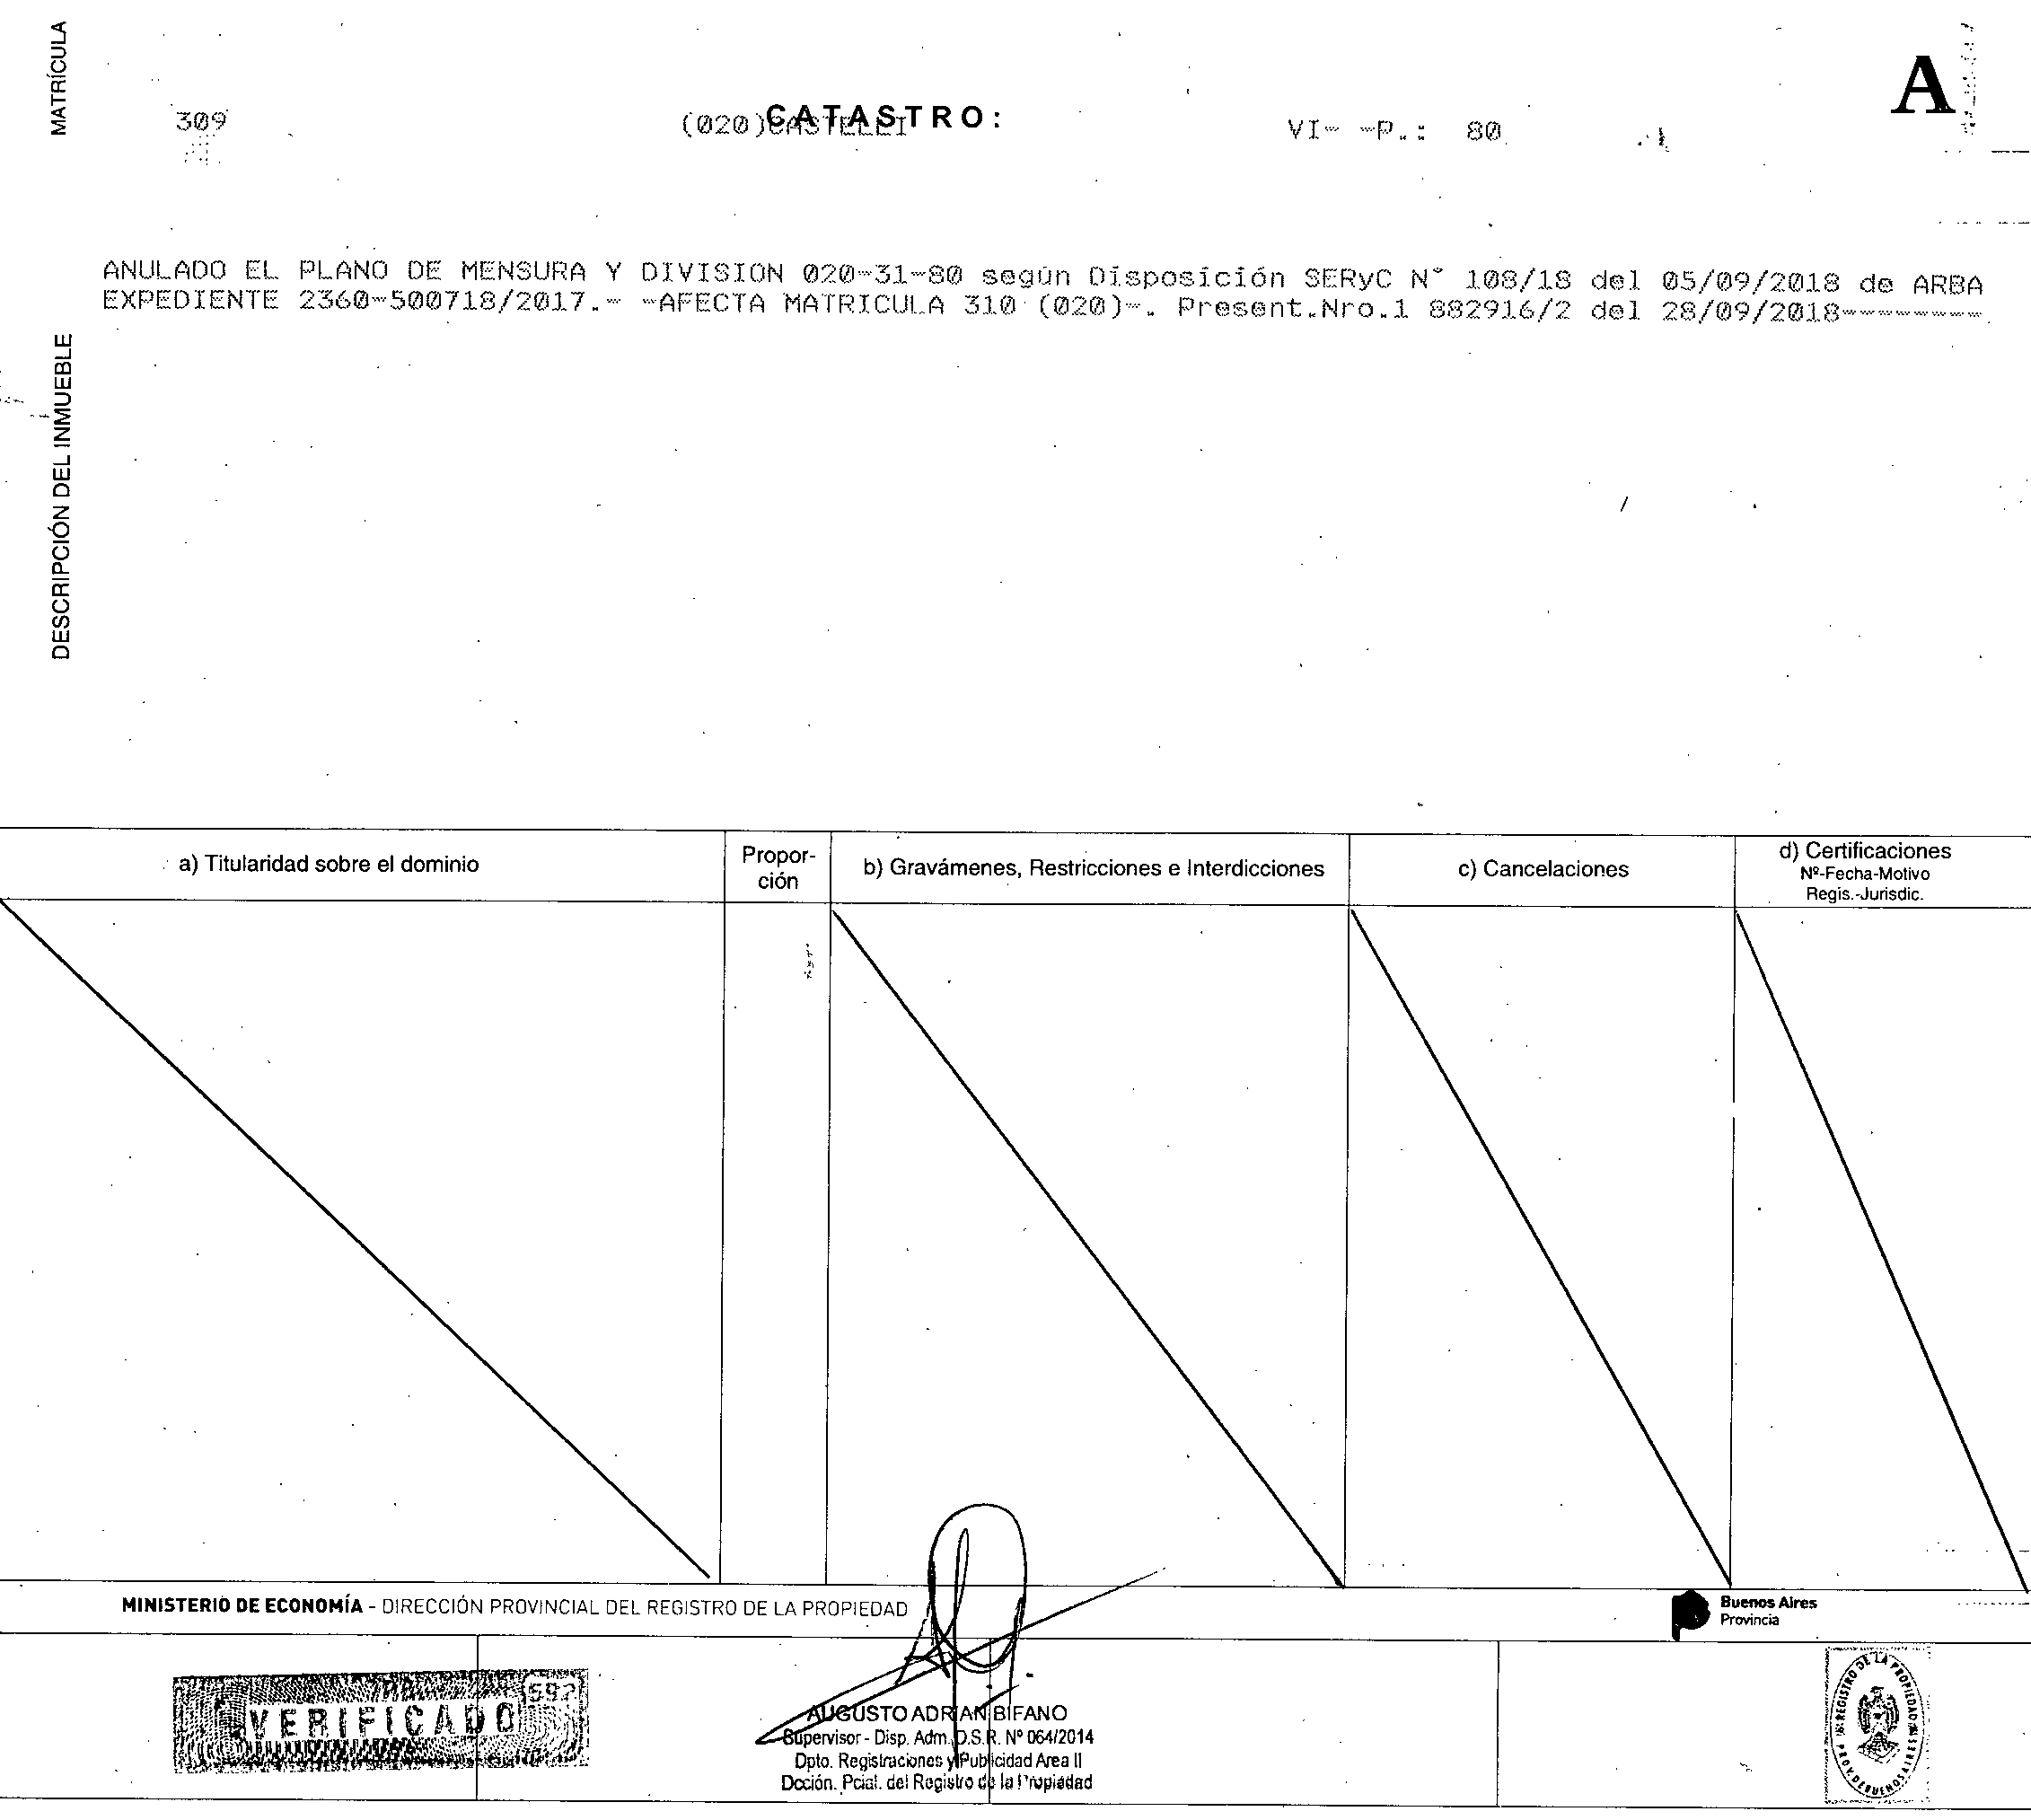 MATRÍCULA
A
309
(020)CASTELLI
CATASTRO:
VI- -P.: 80
ANULADO EL PLANO DE MENSURA Y DIVISION 020-31-80 según Disposición SERyC N° 108/18 del 05/09/2018 de ARBA
EXPEDIENTE 2360-500718/2017.- -AFECTA MATRICULA 310 (020)-. Present.Nro.1 882916/2 del 28/09/2018--------
DESCRIPCIÓN DEL INMUEBLE
a) Titularidad sobre el dominio
Propor-
ción
b) Gravámenes, Restricciones e Interdicciones
c) Cancelaciones
d) Certificaciones
Nº-Fecha-Motivo
Regis.-Jurisdic.
MINISTERIO DE ECONOMÍA - DIRECCIÓN PROVINCIAL DEL REGISTRO DE LA PROPIEDAD
Buenos Aires
Provincia
592
VERIFICADO
AUGUSTO ADRIAN BIFANO
Supervisor - Disp. Adm. D.S.R. Nº 064/2014
Dpto. Registraciones y Publicidad Area II
Dcción. Pcial. del Registro de la Propiedad
REGISTRO DE LA PROPIEDAD
PROV. DE BUENOS AIRES